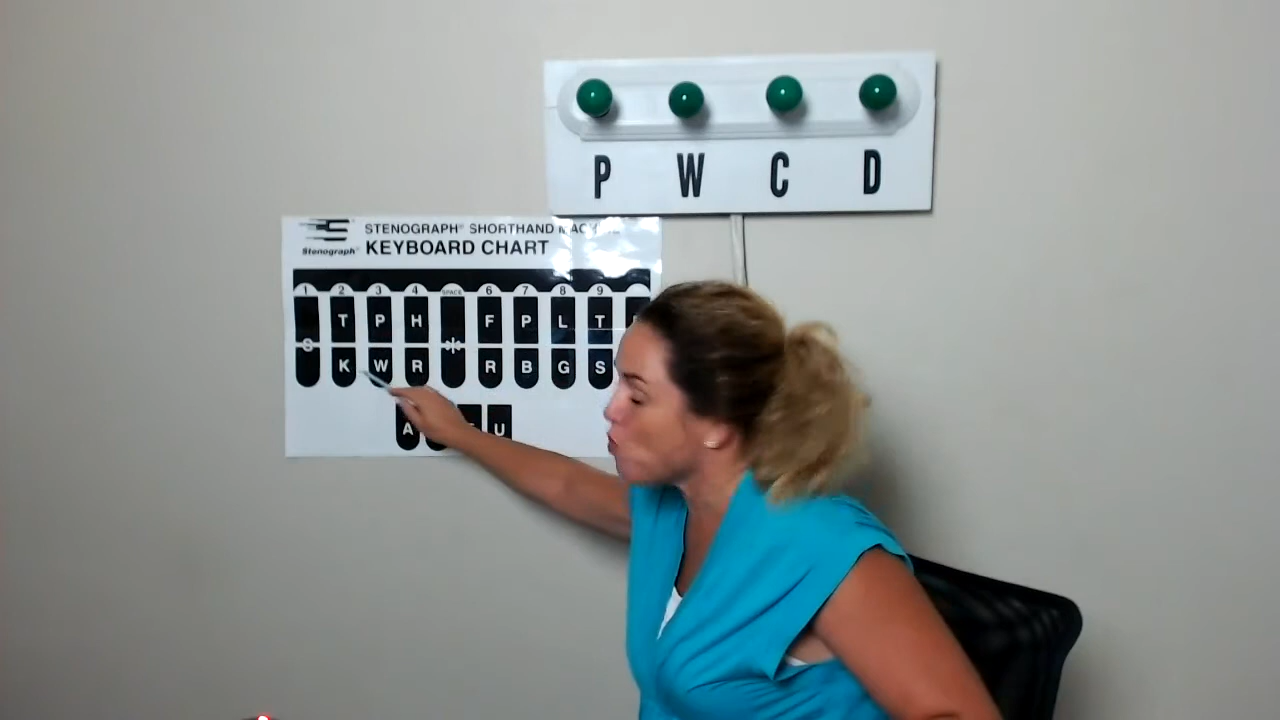 P W C D
STENOGRAPH® SHORTHAND
Stenograph®
KEYBOARD CHART
1 2 3 4 SPACE 6 7 8 9
T P H F P L T
S *
K W R R B G S
A U